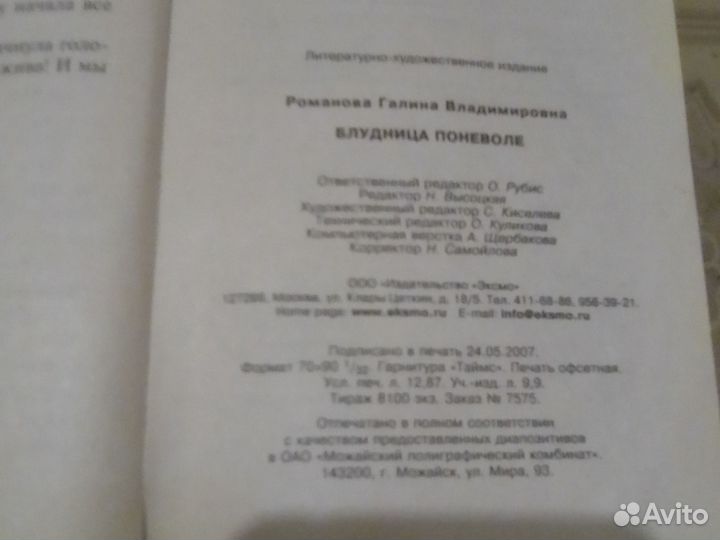 у начала все
голо-
жива! И мы
Литературно-художественное издание
Романова Галина Владимировна
БЛУДНИЦА ПОНЕВОЛЕ
Ответственный редактор О. Рубис
Редактор Н. Высоцкая
Художественный редактор С. Киселева
Технический редактор О. Куликова
Компьютерная верстка А. Щербакова
Корректор Н. Самойлова
ООО «Издательство «Эксмо»
127299, Москва, ул. Клары Цеткин, д. 18/5. Тел. 411-68-86, 956-39-21.
Home page: www.eksmo.ru E-mail: info@eksmo.ru
Подписано в печать 24.05.2007.
Формат 70×90 1/32. Гарнитура «Таймс». Печать офсетная.
Усл. печ. л. 12,87. Уч.-изд. л. 9,9.
Тираж 8100 экз. Заказ № 7575.
Отпечатано в полном соответствии
с качеством предоставленных диапозитивов
в ОАО «Можайский полиграфический комбинат».
143200, г. Можайск, ул. Мира, 93.
Avito